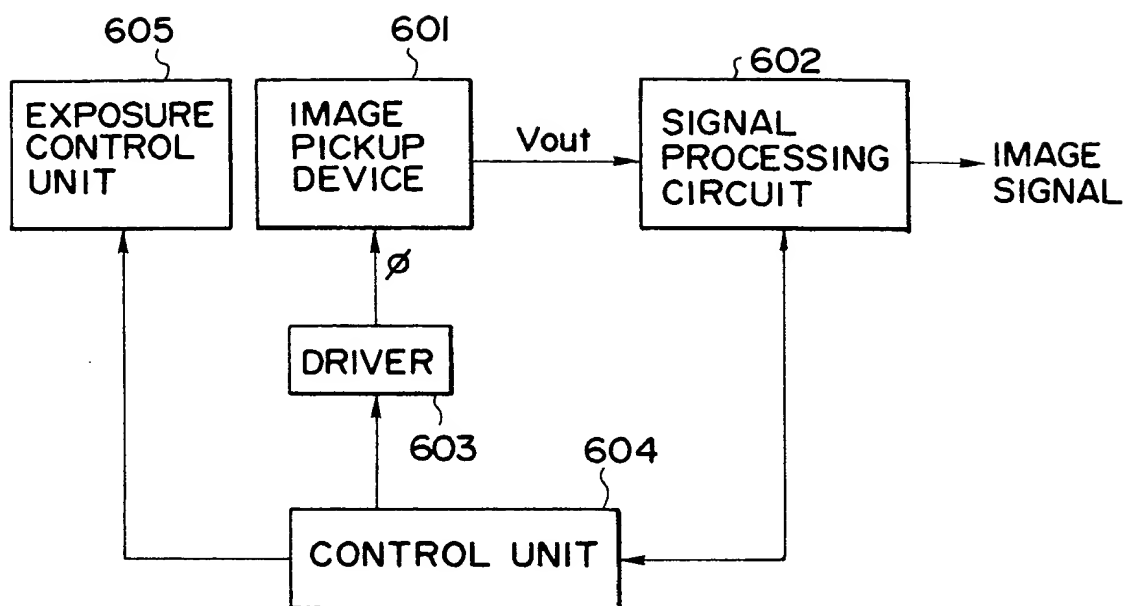 605
601
602
EXPOSURE
CONTROL
UNIT
IMAGE
PICKUP
DEVICE
Vout
SIGNAL
PROCESSING
CIRCUIT
IMAGE
SIGNAL
ø
DRIVER
603
604
CONTROL UNIT